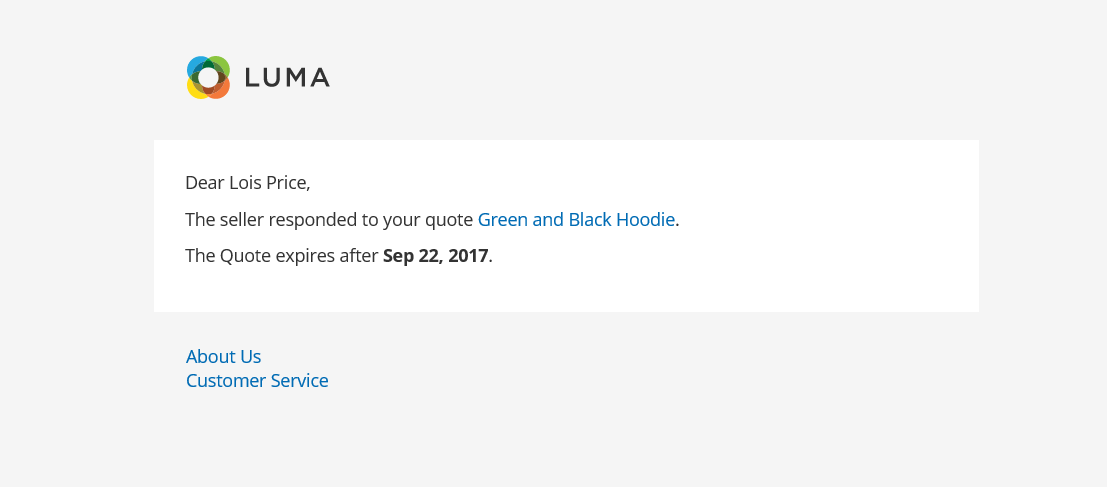 LUMA
Dear Lois Price,
The seller responded to your quote Green and Black Hoodie.
The Quote expires after Sep 22, 2017.
About Us
Customer Service